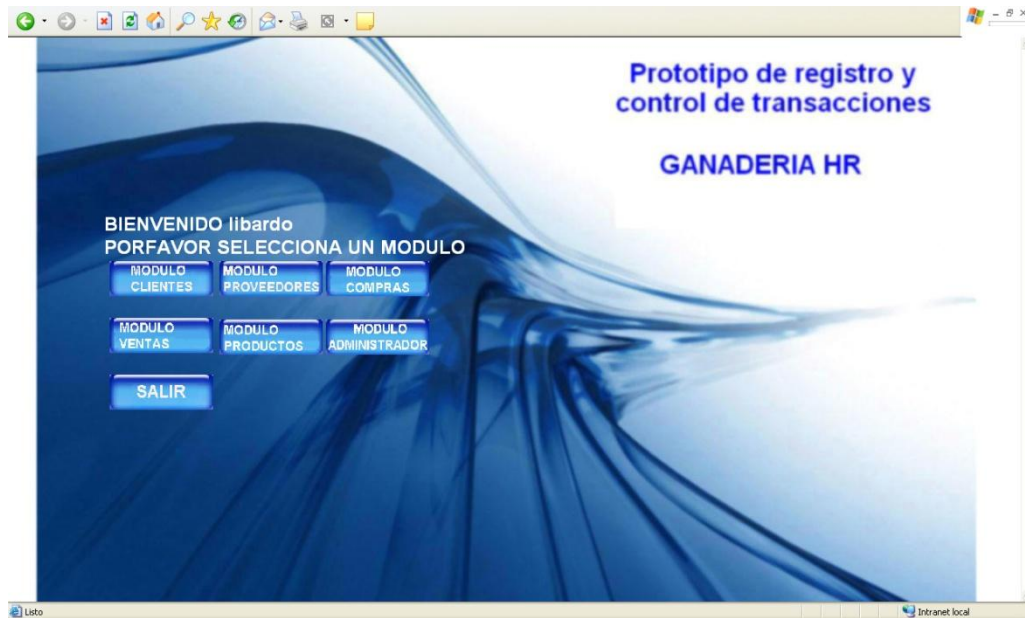 Prototipo de registro y
control de transacciones
GANADERIA HR
BIENVENIDO libardo
PORFAVOR SELECCIONA UN MODULO
MODULO
CLIENTES
MODULO
PROVEEDORES
MODULO
COMPRAS
MODULO
VENTAS
MODULO
PRODUCTOS
MODULO
ADMINISTRADOR
SALIR
Listo
Intranet local